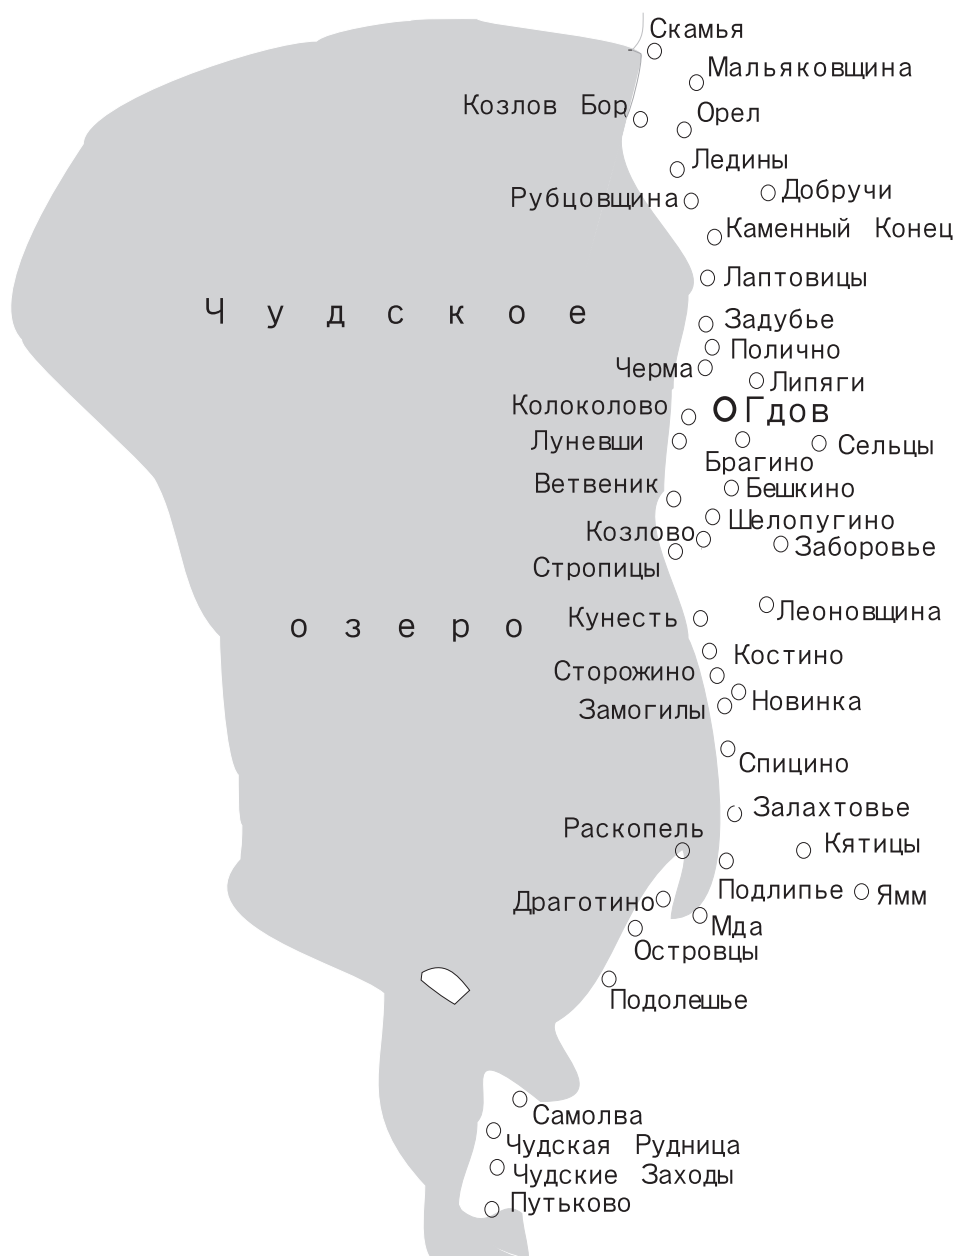 Скамья
Мальяковщина
Козлов Бор
Орел
Ледины
Добручи
Рубцовщина
Каменный Конец
Лаптовицы
Чудское
Задубье
Полично
Черма
Липяги
Колоколово
Гдов
Луневши
Сельцы
Брагино
Ветвеник
Бешкино
Шелопугино
Козлово
Заборовье
Стропицы
Леоновщина
Кунесть
озеро
Костино
Сторожино
Новинка
Замогилы
Спицино
Залахтовье
Раскопель
Кятицы
Подлипье
Ямм
Драготино
Мда
Островцы
Подолешье
Самолва
Чудская Рудница
Чудские Заходы
Путьково